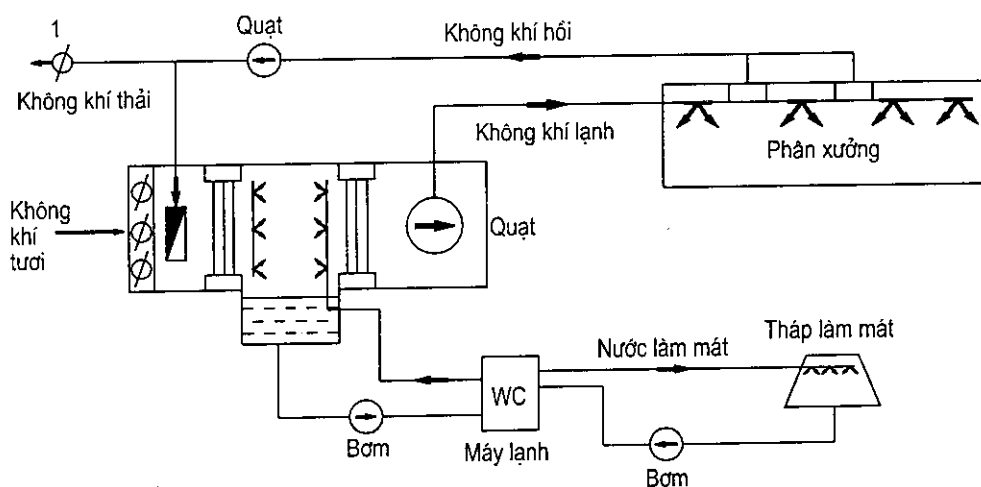 1
Quạt
Không khí hồi
Không khí thải
Không khí lạnh
Phân xưởng
Không
khí
tươi
Quạt
Nước làm mát
Tháp làm mát
WC
Bơm
Máy lạnh
Bơm